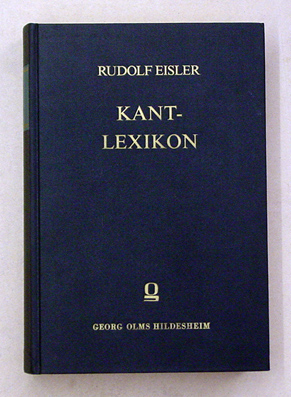 RUDOLF EISLER
KANT-
LEXIKON
GEORG OLMS HILDESHEIM